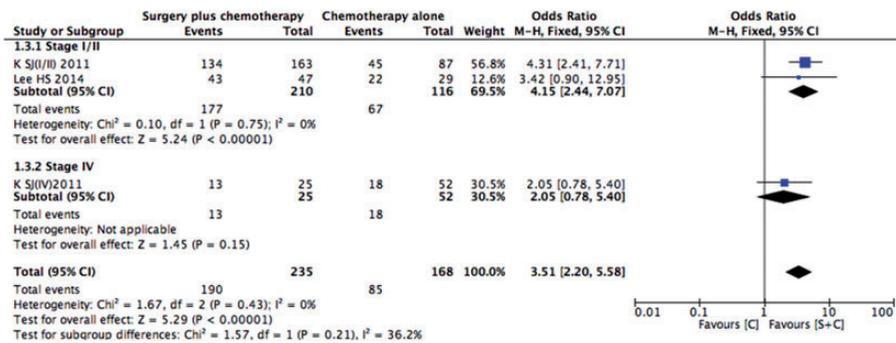 Surgery plus chemotherapy Chemotherapy alone Odds Ratio Odds Ratio
Study or Subgroup Events Total Events Total Weight M-H, Fixed, 95% CI M-H, Fixed, 95% CI
1.3.1 Stage I/II
K SJ(I/II) 2011 134 163 45 87 56.8% 4.31 [2.41, 7.71]
Lee HS 2014 43 47 22 29 12.6% 3.42 [0.90, 12.95]
Subtotal (95% CI) 210 116 69.5% 4.15 [2.44, 7.07]
Total events 177 67
Heterogeneity: Chi² = 0.10, df = 1 (P = 0.75); I² = 0%
Test for overall effect: Z = 5.24 (P < 0.00001)
1.3.2 Stage IV
K SJ(IV)2011 13 25 18 52 30.5% 2.05 [0.78, 5.40]
Subtotal (95% CI) 25 52 30.5% 2.05 [0.78, 5.40]
Total events 13 18
Heterogeneity: Not applicable
Test for overall effect: Z = 1.45 (P = 0.15)
Total (95% CI) 235 168 100.0% 3.51 [2.20, 5.58]
Total events 190 85
Heterogeneity: Chi² = 1.67, df = 2 (P = 0.43); I² = 0%
Test for overall effect: Z = 5.29 (P < 0.00001)
Test for subgroup differences: Chi² = 1.57, df = 1 (P = 0.21), I² = 36.2%
0.01 0.1 1 10 100
Favours [C] Favours [S+C]